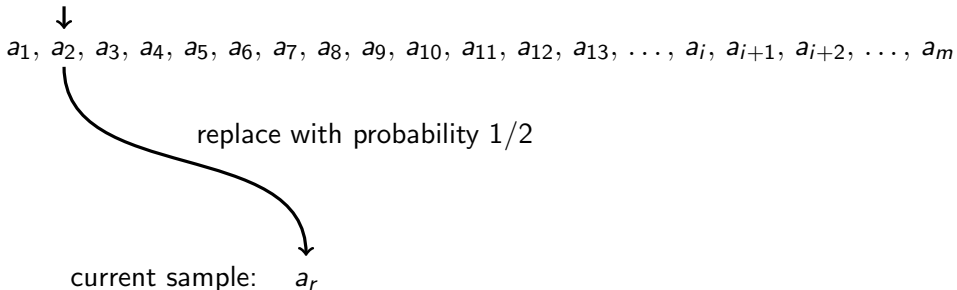 a₁, a₂, a₃, a₄, a₅, a₆, a₇, a₈, a₉, a₁₀, a₁₁, a₁₂, a₁₃, ..., aᵢ, aᵢ₊₁, aᵢ₊₂, ..., aₘ
replace with probability 1/2
current sample: aᵣ